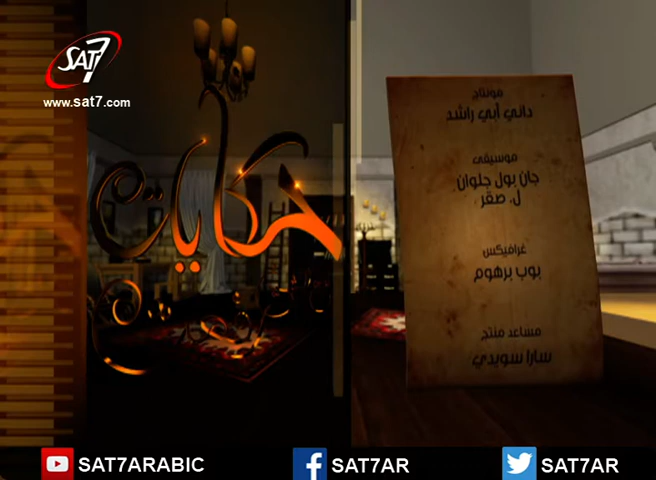 SAT7
www.sat7.com
حكايات
مونتاج
داني أبي راشد
موسيقى
جان بول جلوان
ل. صقر
غرافيكس
بوب برهوم
مساعد منتج
سارا سويدي
SAT7ARABIC
SAT7AR
SAT7AR